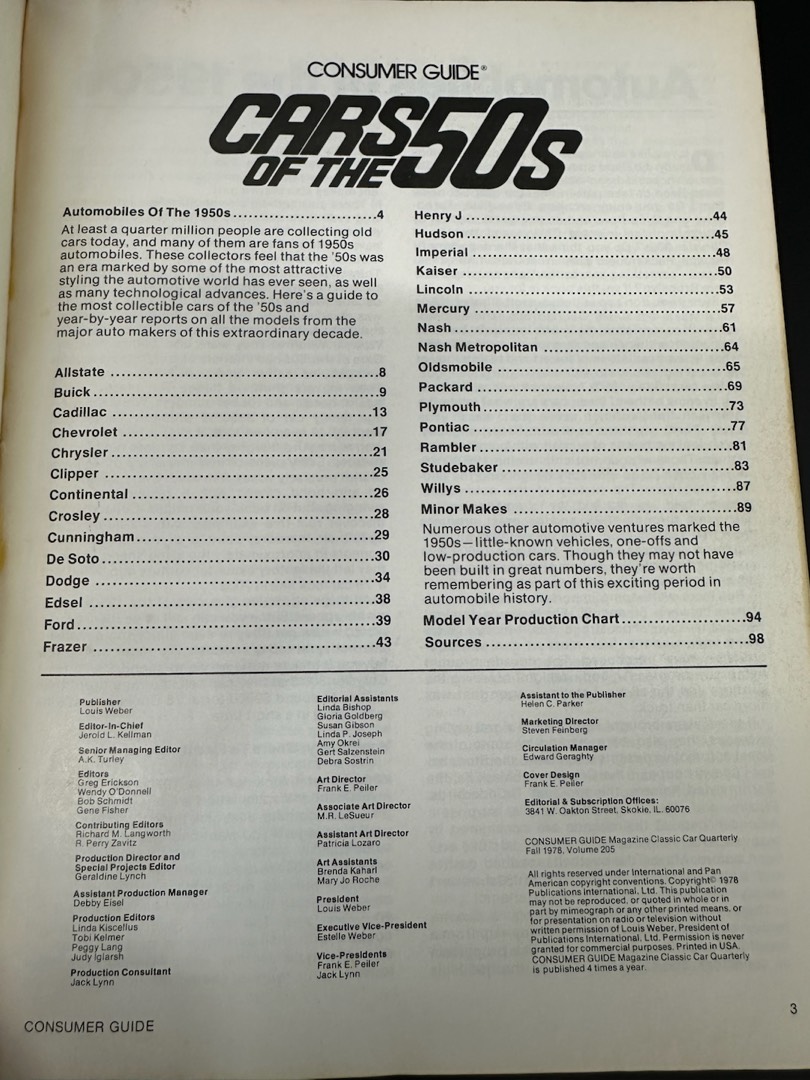 CONSUMER GUIDE®
CARS OF THE 50s
Automobiles Of The 1950s..............................4
At least a quarter million people are collecting old
cars today, and many of them are fans of 1950s
automobiles. These collectors feel that the '50s was
an era marked by some of the most attractive
styling the automotive world has ever seen, as well
as many technological advances. Here's a guide to
the most collectible cars of the '50s and
year-by-year reports on all the models from the
major auto makers of this extraordinary decade.
Allstate ..........................................8
Buick.............................................9
Cadillac .........................................13
Chevrolet ........................................17
Chrysler.........................................21
Clipper ..........................................25
Continental ......................................26
Crosley..........................................28
Cunningham.......................................29
De Soto..........................................30
Dodge ...........................................34
Edsel ...........................................38
Ford.............................................39
Frazer ..........................................43
Henry J ..........................................44
Hudson ..........................................45
Imperial .........................................48
Kaiser ..........................................50
Lincoln ..........................................53
Mercury .........................................57
Nash ............................................61
Nash Metropolitan ...............................64
Oldsmobile ......................................65
Packard .........................................69
Plymouth........................................73
Pontiac .........................................77
Rambler.........................................81
Studebaker ......................................83
Willys ..........................................87
Minor Makes .....................................89
Numerous other automotive ventures marked the
1950s—little-known vehicles, one-offs and
low-production cars. Though they may not have
been built in great numbers, they're worth
remembering as part of this exciting period in
automobile history.
Model Year Production Chart......................94
Sources .........................................98
Publisher
Louis Weber
Editor-In-Chief
Jerold L. Kellman
Senior Managing Editor
A.K. Turley
Editors
Greg Erickson
Wendy O'Donnell
Bob Schmidt
Gene Fisher
Contributing Editors
Richard M. Langworth
R. Perry Zavitz
Production Director and
Special Projects Editor
Geraldine Lynch
Assistant Production Manager
Debby Eisel
Production Editors
Linda Kiscellus
Tobi Kelmer
Peggy Lang
Judy Iglarsh
Production Consultant
Jack Lynn
Editorial Assistants
Linda Bishop
Gloria Goldberg
Susan Gibson
Linda P. Joseph
Amy Okrei
Gert Salzenstein
Debra Sostrin
Art Director
Frank E. Peiler
Associate Art Director
M.R. LeSueur
Assistant Art Director
Patricia Lozaro
Art Assistants
Brenda Kaharl
Mary Jo Roche
President
Louis Weber
Executive Vice-President
Estelle Weber
Vice-Presidents
Frank E. Peiler
Jack Lynn
Assistant to the Publisher
Helen C. Parker
Marketing Director
Steven Feinberg
Circulation Manager
Edward Geraghty
Cover Design
Frank E. Peiler
Editorial & Subscription Offices:
3841 W. Oakton Street, Skokie, IL. 60076
CONSUMER GUIDE Magazine Classic Car Quarterly
Fall 1978, Volume 205
All rights reserved under International and Pan
American copyright conventions. Copyright© 1978
Publications International, Ltd. This publication
may not be reproduced, or quoted in whole or in
part by mimeograph or any other printed means, or
for presentation on radio or television without
written permission of Louis Weber, President of
Publications International, Ltd. Permission is never
granted for commercial purposes. Printed in USA.
CONSUMER GUIDE Magazine Classic Car Quarterly
is published 4 times a year.
3
CONSUMER GUIDE